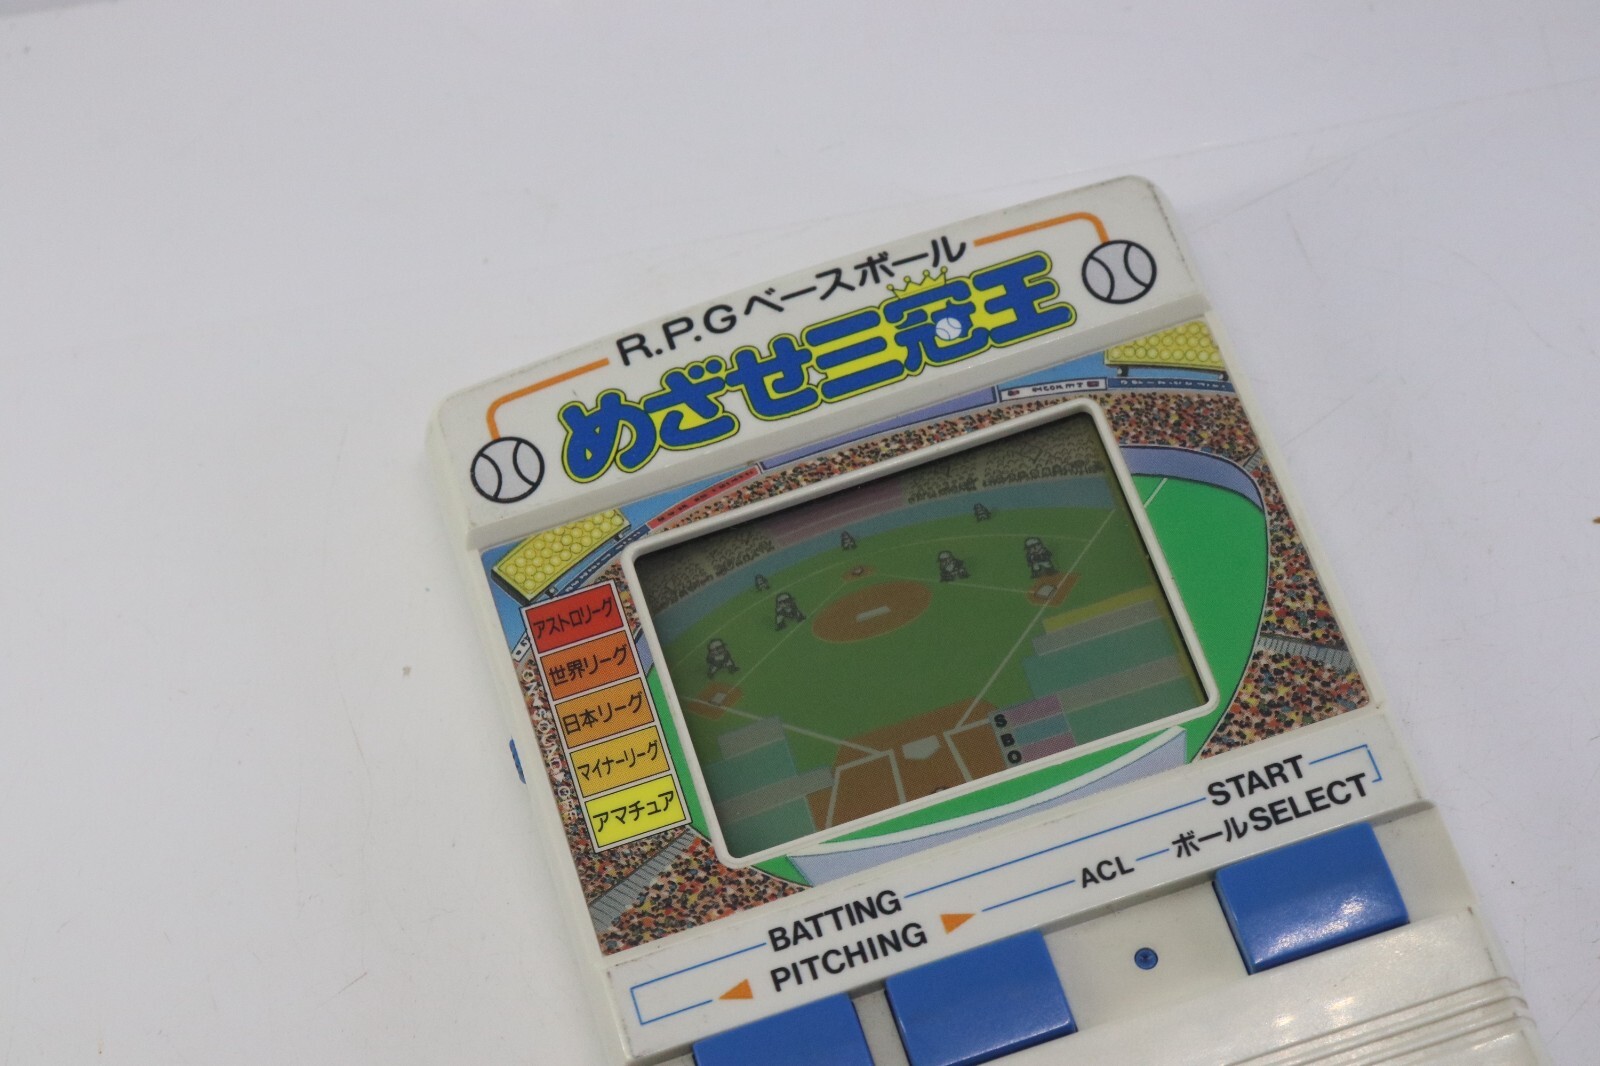 R.P.Gベースボール
めざせ三冠王
アストロリーグ
世界リーグ
日本リーグ
マイナーリーグ
アマチュア
S
B
O
START
BATTING
ボールSELECT
ACL
PITCHING